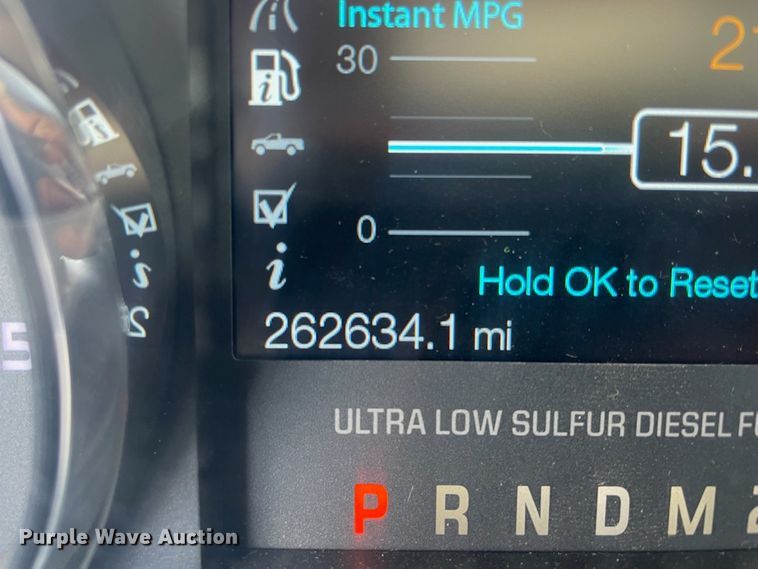 Instant MPG
30
15.
0
Hold OK to Reset
262634.1 mi
5
ULTRA LOW SULFUR DIESEL
P R N D M
Purple Wave Auction